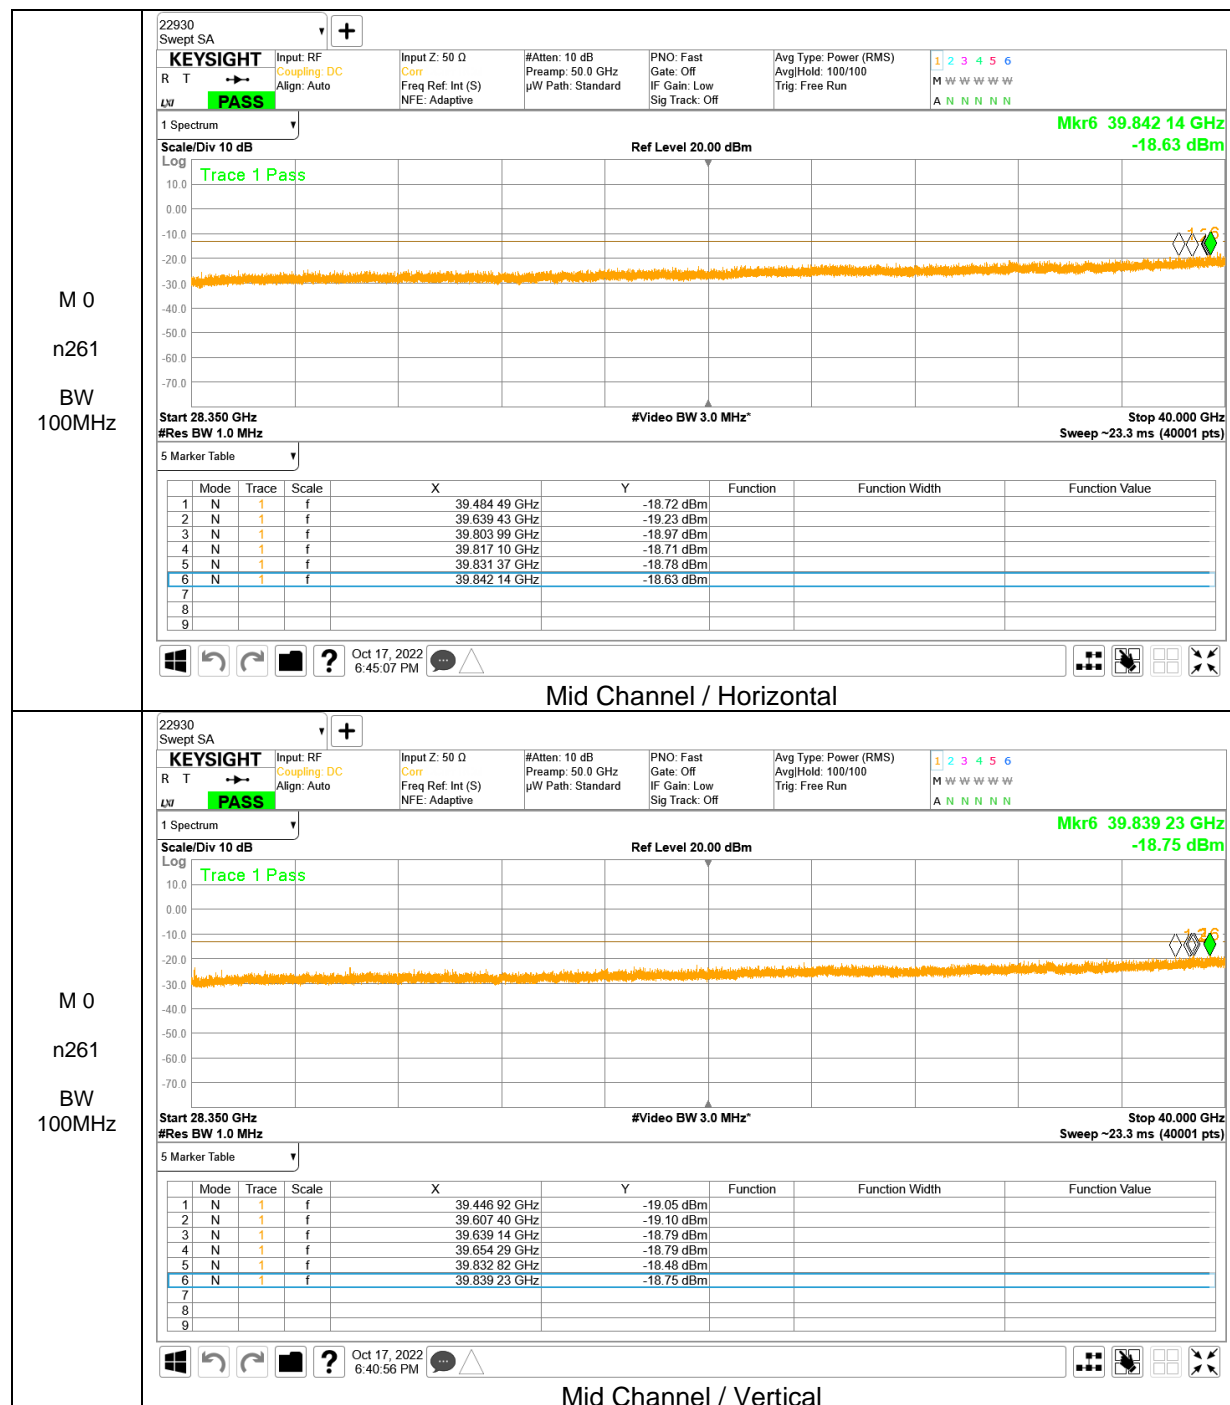 M 0
n261
BW
100MHz
22930
Swept SA
KEYSIGHT
R T
LXI
PASS
Input: RF
Coupling: DC
Align: Auto
Input Z: 50 Ω
Corr
Freq Ref: Int (S)
NFE: Adaptive
#Atten: 10 dB
Preamp: 50.0 GHz
µW Path: Standard
PNO: Fast
Gate: Off
IF Gain: Low
Sig Track: Off
Avg Type: Power (RMS)
Avg|Hold: 100/100
Trig: Free Run
1 2 3 4 5 6
M W W W W W
A N N N N N
1 Spectrum
Mkr6 39.842 14 GHz
-18.63 dBm
Scale/Div 10 dB
Ref Level 20.00 dBm
Log
Trace 1 Pass
10.0
0.00
-10.0
-20.0
-30.0
-40.0
-50.0
-60.0
-70.0
Start 28.350 GHz
#Video BW 3.0 MHz*
Stop 40.000 GHz
#Res BW 1.0 MHz
Sweep ~23.3 ms (40001 pts)
5 Marker Table
Mode Trace Scale X Y Function Function Width Function Value
1 N 1 f 39.484 49 GHz -18.72 dBm
2 N 1 f 39.639 43 GHz -19.23 dBm
3 N 1 f 39.803 99 GHz -18.97 dBm
4 N 1 f 39.817 10 GHz -18.71 dBm
5 N 1 f 39.831 37 GHz -18.78 dBm
6 N 1 f 39.842 14 GHz -18.63 dBm
7
8
9
?
Oct 17, 2022
6:45:07 PM
Mid Channel / Horizontal
M 0
n261
BW
100MHz
22930
Swept SA
KEYSIGHT
R T
LXI
PASS
Input: RF
Coupling: DC
Align: Auto
Input Z: 50 Ω
Corr
Freq Ref: Int (S)
NFE: Adaptive
#Atten: 10 dB
Preamp: 50.0 GHz
µW Path: Standard
PNO: Fast
Gate: Off
IF Gain: Low
Sig Track: Off
Avg Type: Power (RMS)
Avg|Hold: 100/100
Trig: Free Run
1 2 3 4 5 6
M W W W W W
A N N N N N
1 Spectrum
Mkr6 39.839 23 GHz
-18.75 dBm
Scale/Div 10 dB
Ref Level 20.00 dBm
Log
Trace 1 Pass
10.0
0.00
-10.0
-20.0
-30.0
-40.0
-50.0
-60.0
-70.0
Start 28.350 GHz
#Video BW 3.0 MHz*
Stop 40.000 GHz
#Res BW 1.0 MHz
Sweep ~23.3 ms (40001 pts)
5 Marker Table
Mode Trace Scale X Y Function Function Width Function Value
1 N 1 f 39.446 92 GHz -19.05 dBm
2 N 1 f 39.607 40 GHz -19.10 dBm
3 N 1 f 39.639 14 GHz -18.79 dBm
4 N 1 f 39.654 29 GHz -18.79 dBm
5 N 1 f 39.832 82 GHz -18.48 dBm
6 N 1 f 39.839 23 GHz -18.75 dBm
7
8
9
?
Oct 17, 2022
6:40:56 PM
Mid Channel / Vertical